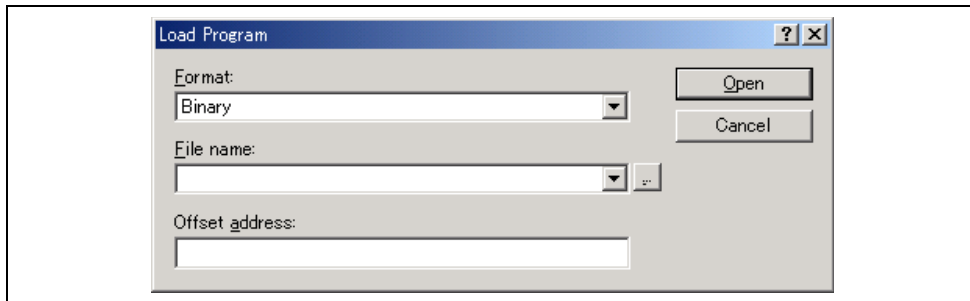 Load Program
Format:
Binary
Open
Cancel
File name:
...
Offset address: